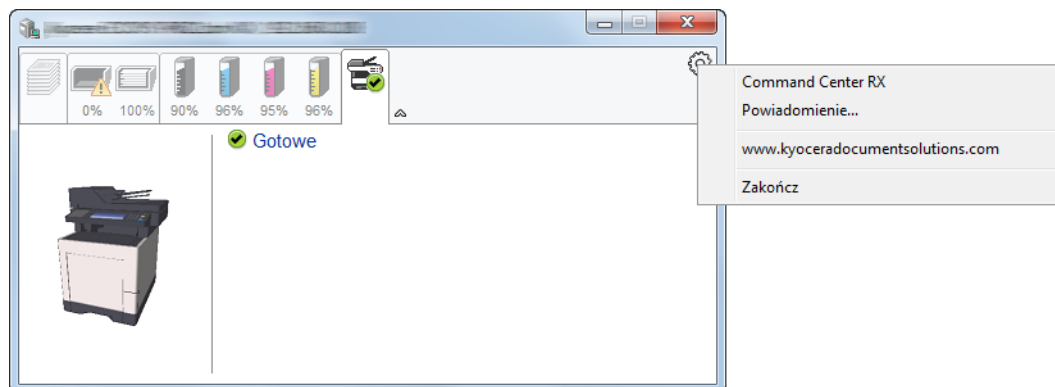 0% 100% 90% 96% 95% 96%
Gotowe
Command Center RX
Powiadomienie...
www.kyoceradocumentsolutions.com
Zakończ